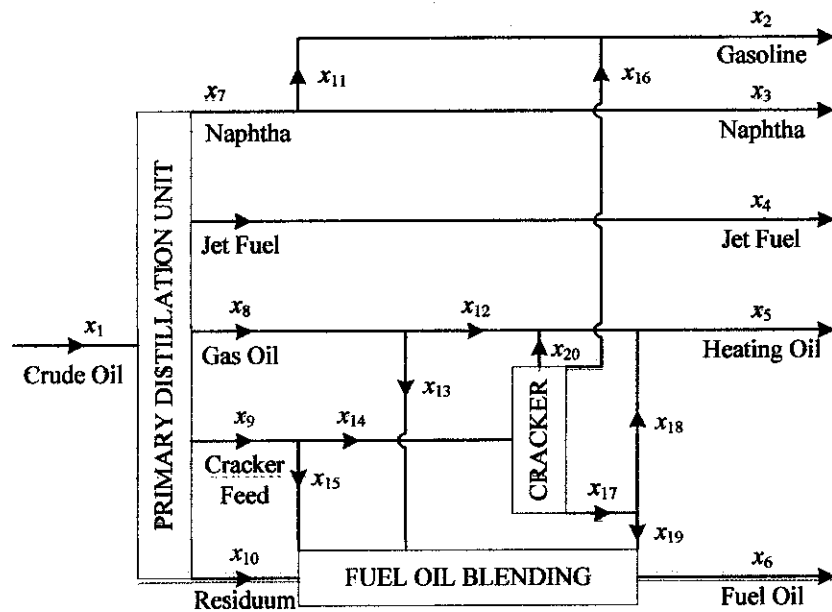 x2
Gasoline
x11
x16
x7
Naphtha
x3
Naphtha
x4
Jet Fuel
Jet Fuel
PRIMARY DISTILLATION UNIT
x1
Crude Oil
x8
Gas Oil
x12
x5
Heating Oil
x20
x13
CRACKER
x18
x9
Cracker
Feed
x14
x15
x17
x19
x10
Residuum
FUEL OIL BLENDING
x6
Fuel Oil